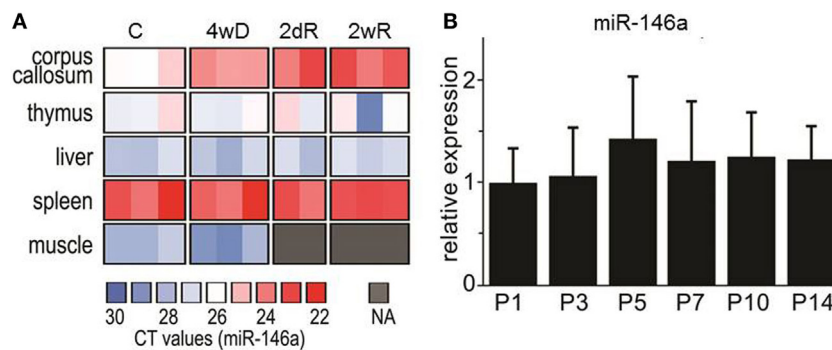 A
C 4wD 2dR 2wR
corpus
callosum
thymus
liver
spleen
muscle
30 28 26 24 22 NA
CT values (miR-146a)
B
miR-146a
relative expression
2
1
0
P1 P3 P5 P7 P10 P14